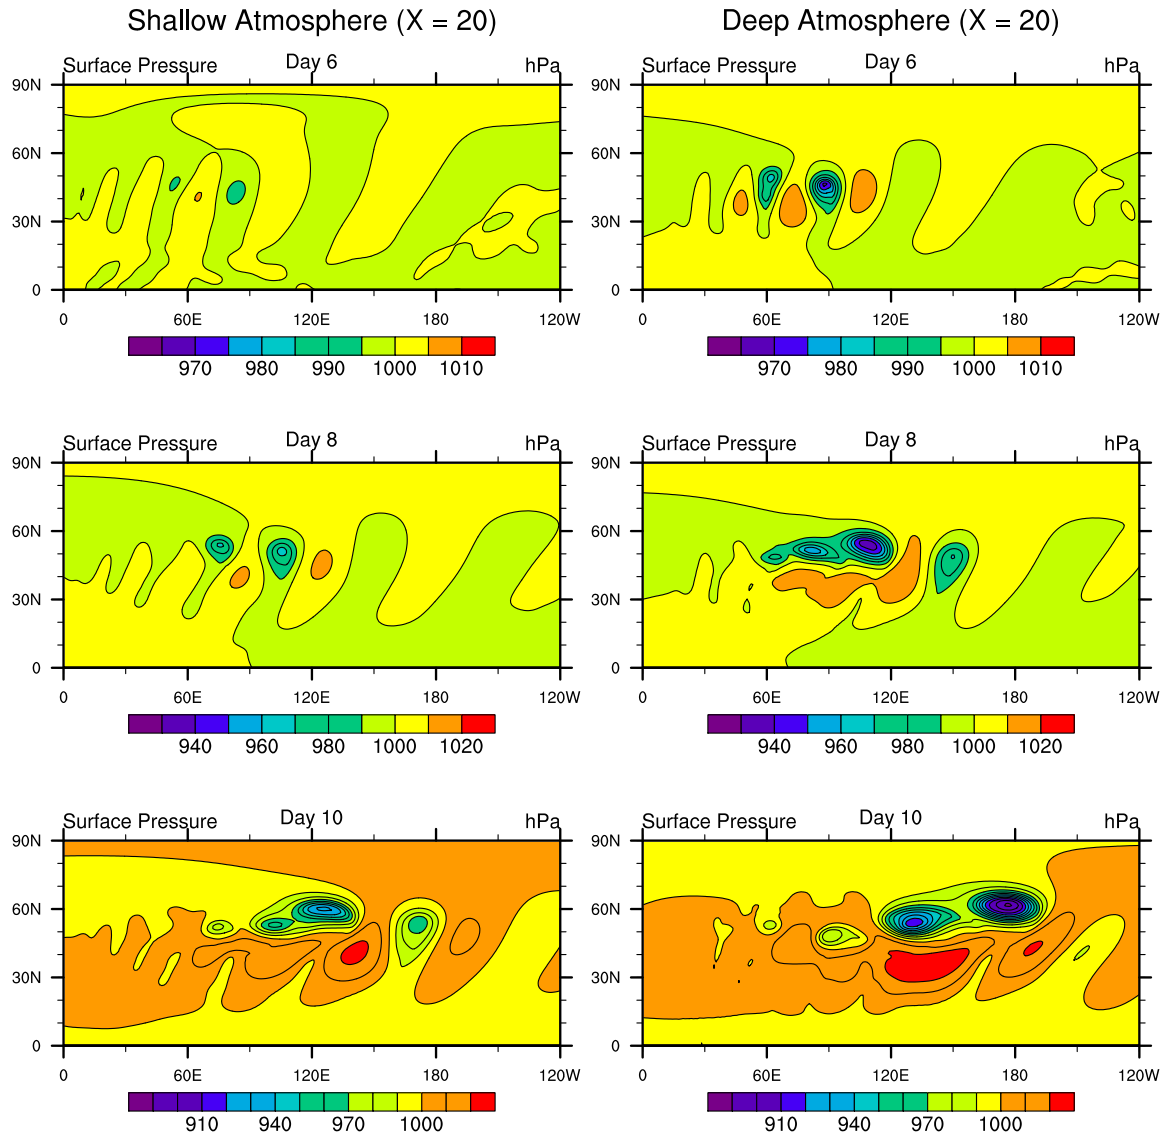 Shallow Atmosphere (X = 20)
Deep Atmosphere (X = 20)
Surface Pressure Day 6 hPa
90N
60N
30N
0
0 60E 120E 180 120W
970 980 990 1000 1010
Surface Pressure Day 6 hPa
90N
60N
30N
0
0 60E 120E 180 120W
970 980 990 1000 1010
Surface Pressure Day 8 hPa
90N
60N
30N
0
0 60E 120E 180 120W
940 960 980 1000 1020
Surface Pressure Day 8 hPa
90N
60N
30N
0
0 60E 120E 180 120W
940 960 980 1000 1020
Surface Pressure Day 10 hPa
90N
60N
30N
0
0 60E 120E 180 120W
910 940 970 1000
Surface Pressure Day 10 hPa
90N
60N
30N
0
0 60E 120E 180 120W
910 940 970 1000